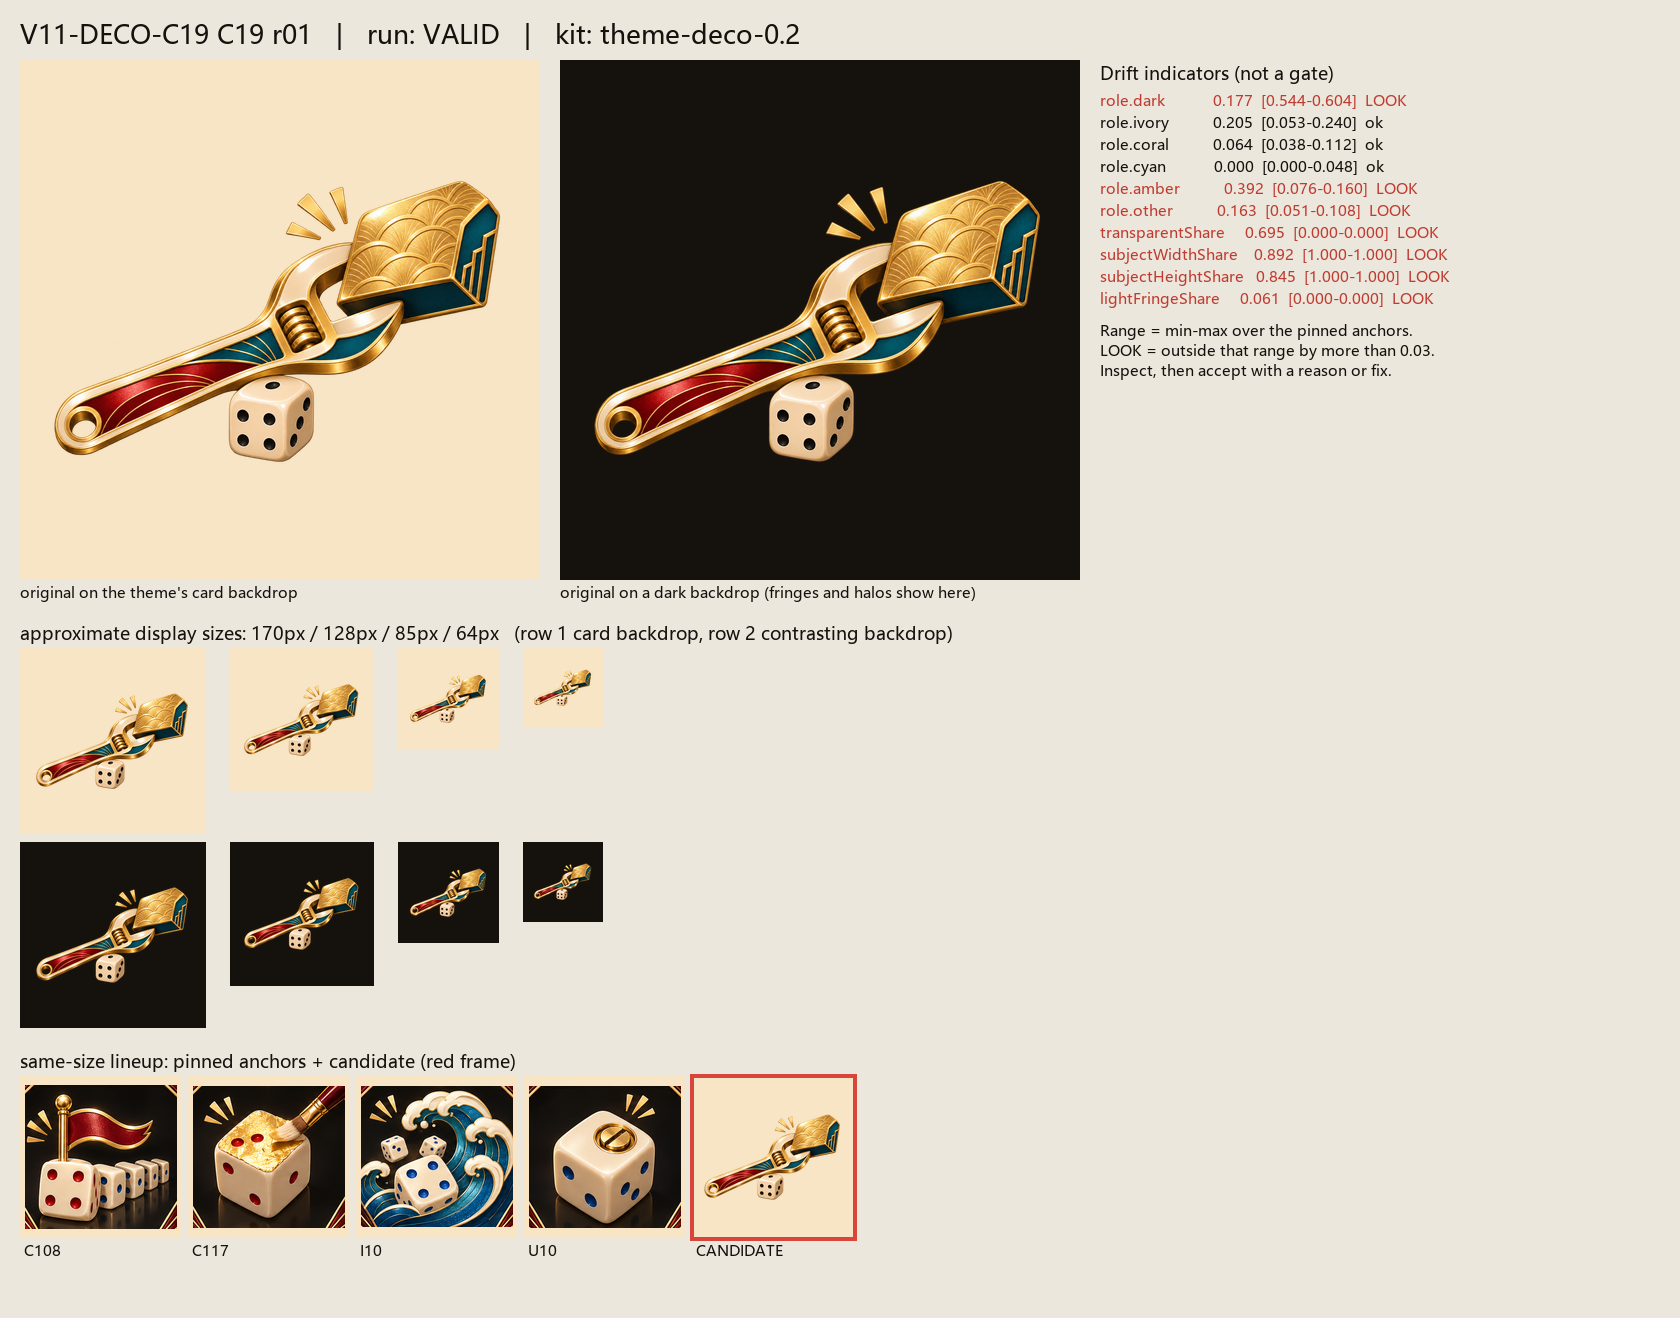 V11-DECO-C19 C19 r01 | run: VALID | kit: theme-deco-0.2
Drift indicators (not a gate)
role.dark 0.177 [0.544-0.604] LOOK
role.ivory 0.205 [0.053-0.240] ok
role.coral 0.064 [0.038-0.112] ok
role.cyan 0.000 [0.000-0.048] ok
role.amber 0.392 [0.076-0.160] LOOK
role.other 0.163 [0.051-0.108] LOOK
transparentShare 0.695 [0.000-0.000] LOOK
subjectWidthShare 0.892 [1.000-1.000] LOOK
subjectHeightShare 0.845 [1.000-1.000] LOOK
lightFringeShare 0.061 [0.000-0.000] LOOK
Range = min-max over the pinned anchors.
LOOK = outside that range by more than 0.03.
Inspect, then accept with a reason or fix.
original on the theme's card backdrop
original on a dark backdrop (fringes and halos show here)
approximate display sizes: 170px / 128px / 85px / 64px (row 1 card backdrop, row 2 contrasting backdrop)
same-size lineup: pinned anchors + candidate (red frame)
C108
C117
I10
U10
CANDIDATE